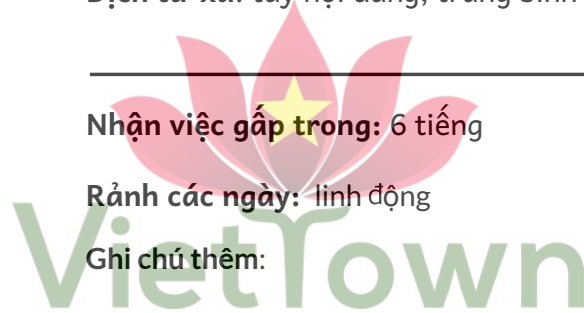 Nhận việc gấp trong: 6 tiếng
Rảnh các ngày: linh động
Ghi chú thêm:
VietTown